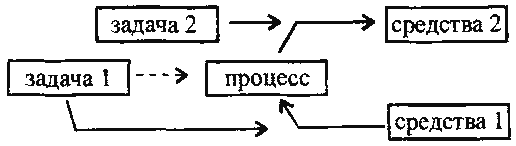 задача 2 средства 2
задача 1 процесс
средства 1